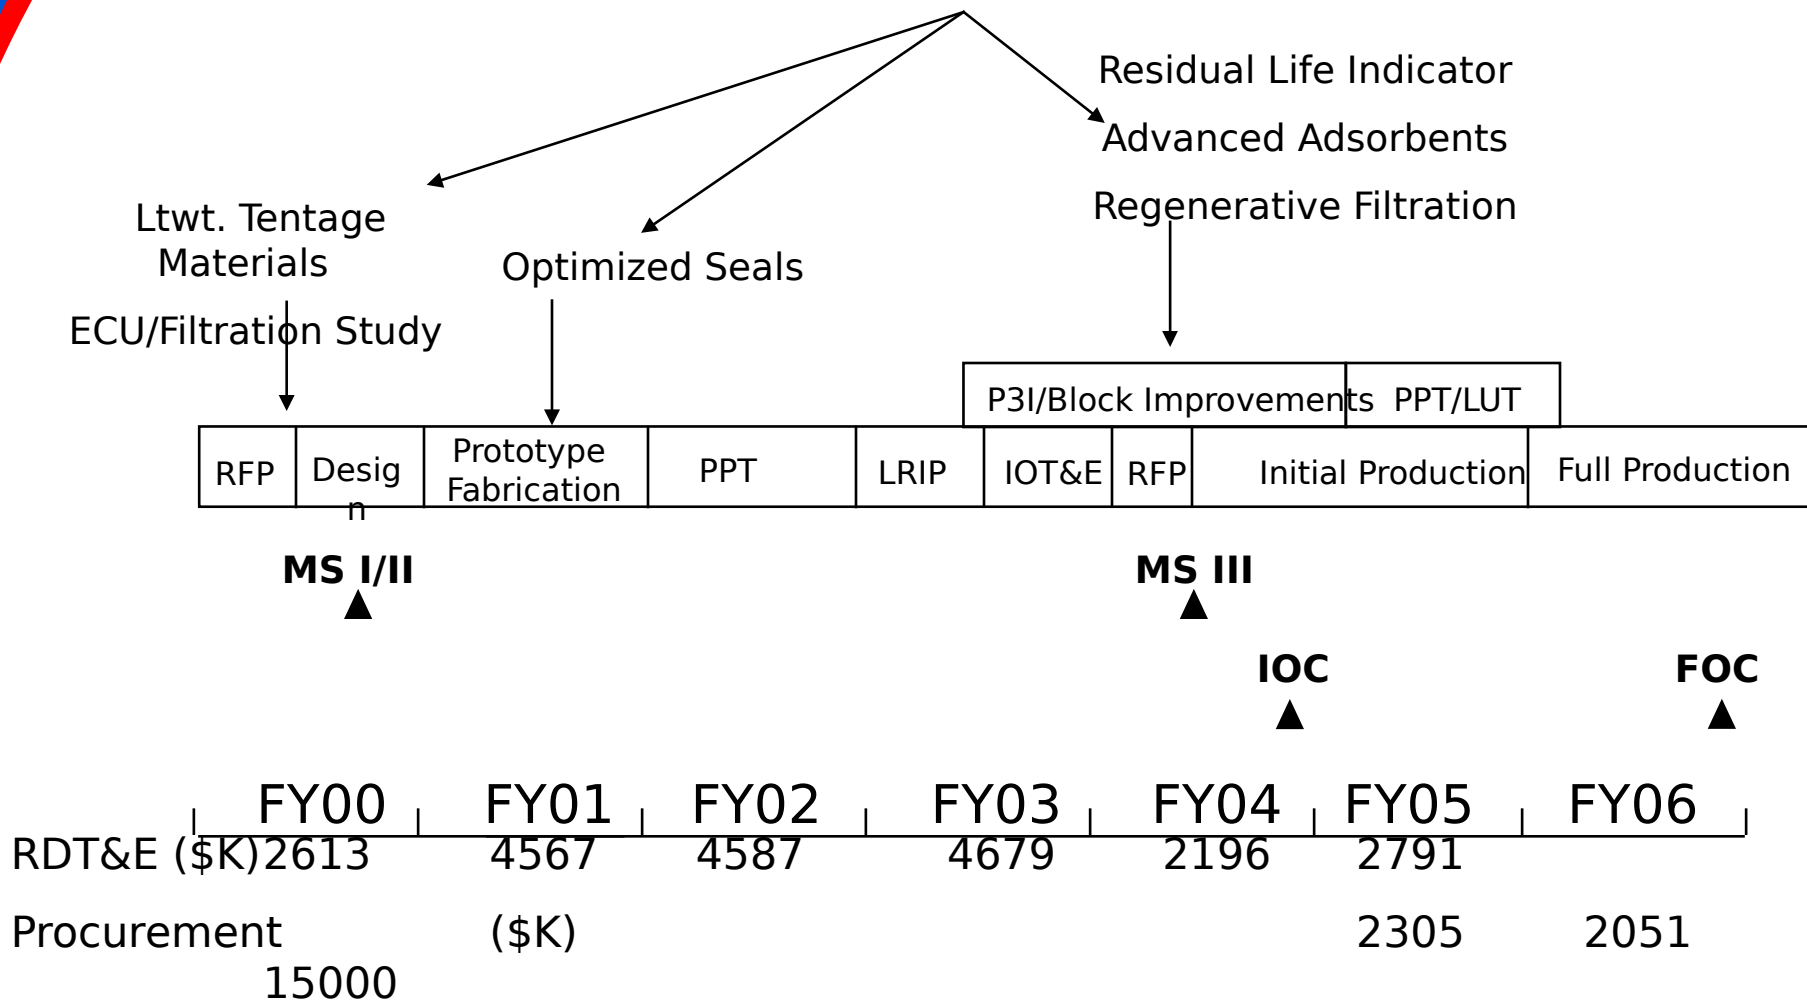 Residual Life Indicator
Advanced Adsorbents
Regenerative Filtration
Ltwt. Tentage
Materials
ECU/Filtration Study
Optimized Seals
P3I/Block Improvements
PPT/LUT
RFP
Desig
n
Prototype
Fabrication
PPT
LRIP
IOT&E
RFP
Initial Production
Full Production
MS I/II
MS III
IOC
FOC
FY00 FY01 FY02 FY03 FY04 FY05 FY06
RDT&E ($K) 2613 4567 4587 4679 2196 2791
Procurement ($K) 2305 2051
15000